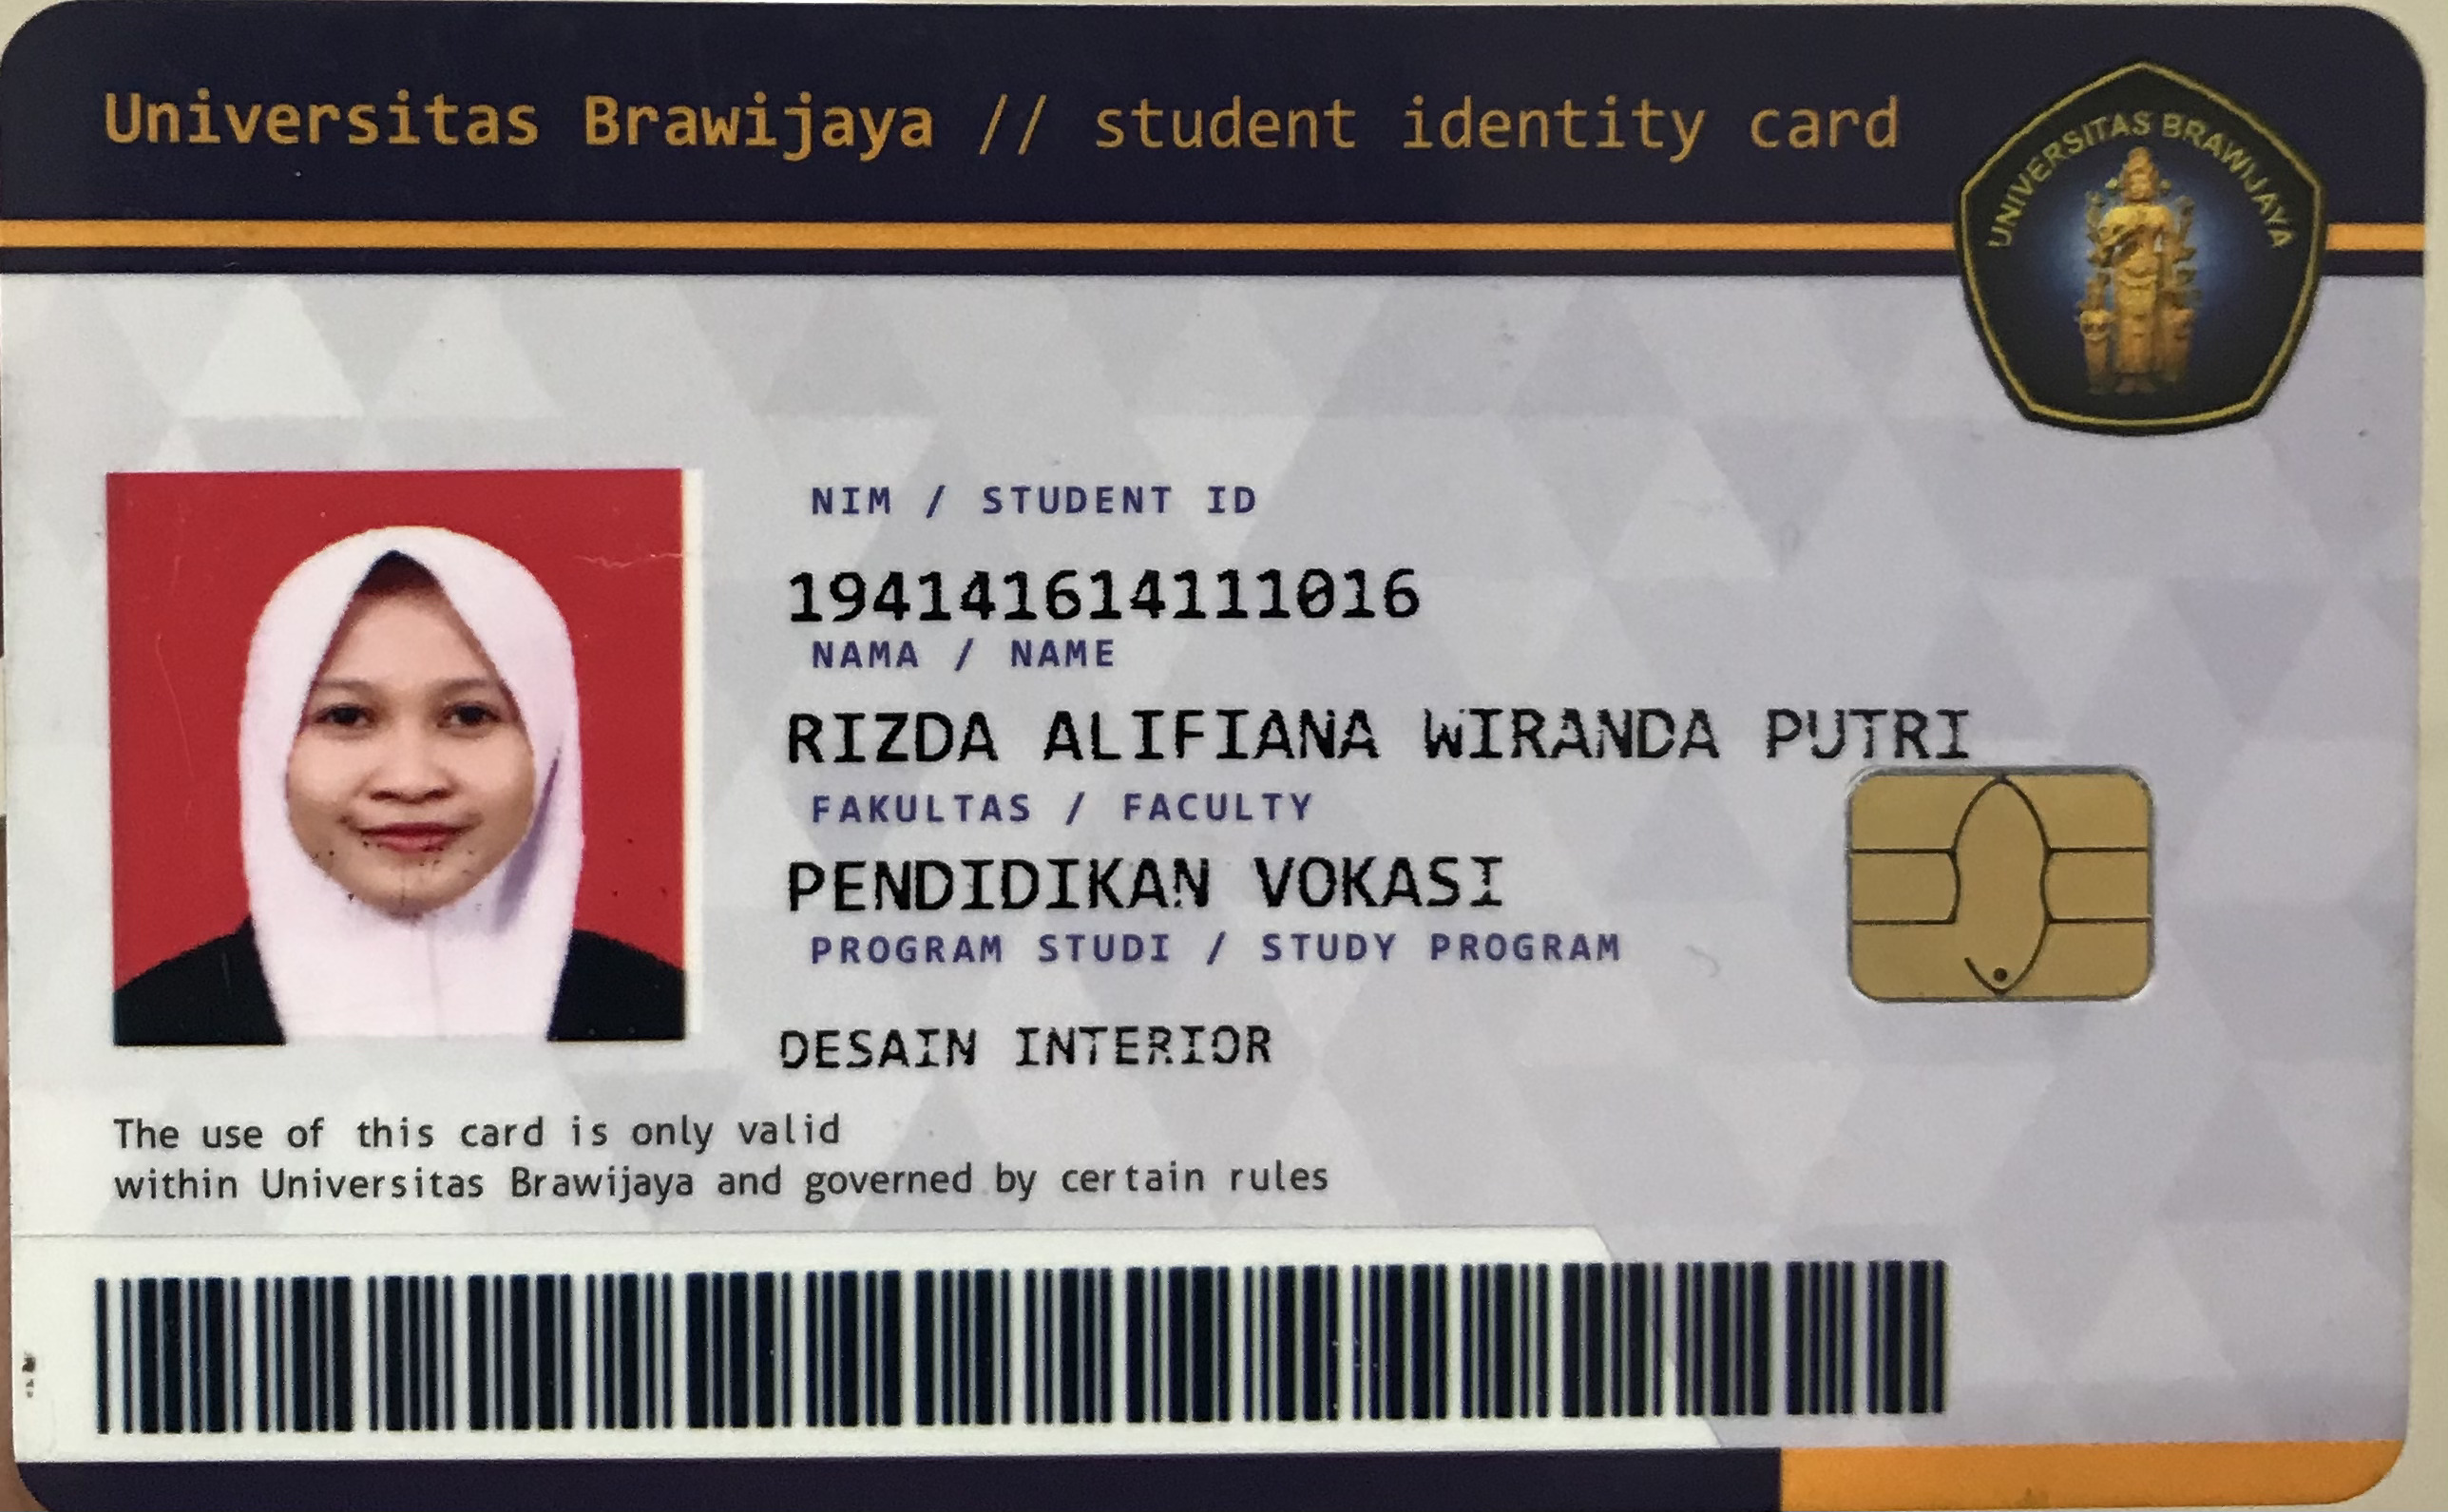 Universitas Brawijaya // student identity card
UNIVERSITAS BRAWIJAYA
NIM / STUDENT ID
194141614111016
NAMA / NAME
RIZDA ALIFIANA WIRANDA PUTRI
FAKULTAS / FACULTY
PENDIDIKAN VOKASI
PROGRAM STUDI / STUDY PROGRAM
DESAIN INTERIOR
The use of this card is only valid
within Universitas Brawijaya and governed by certain rules